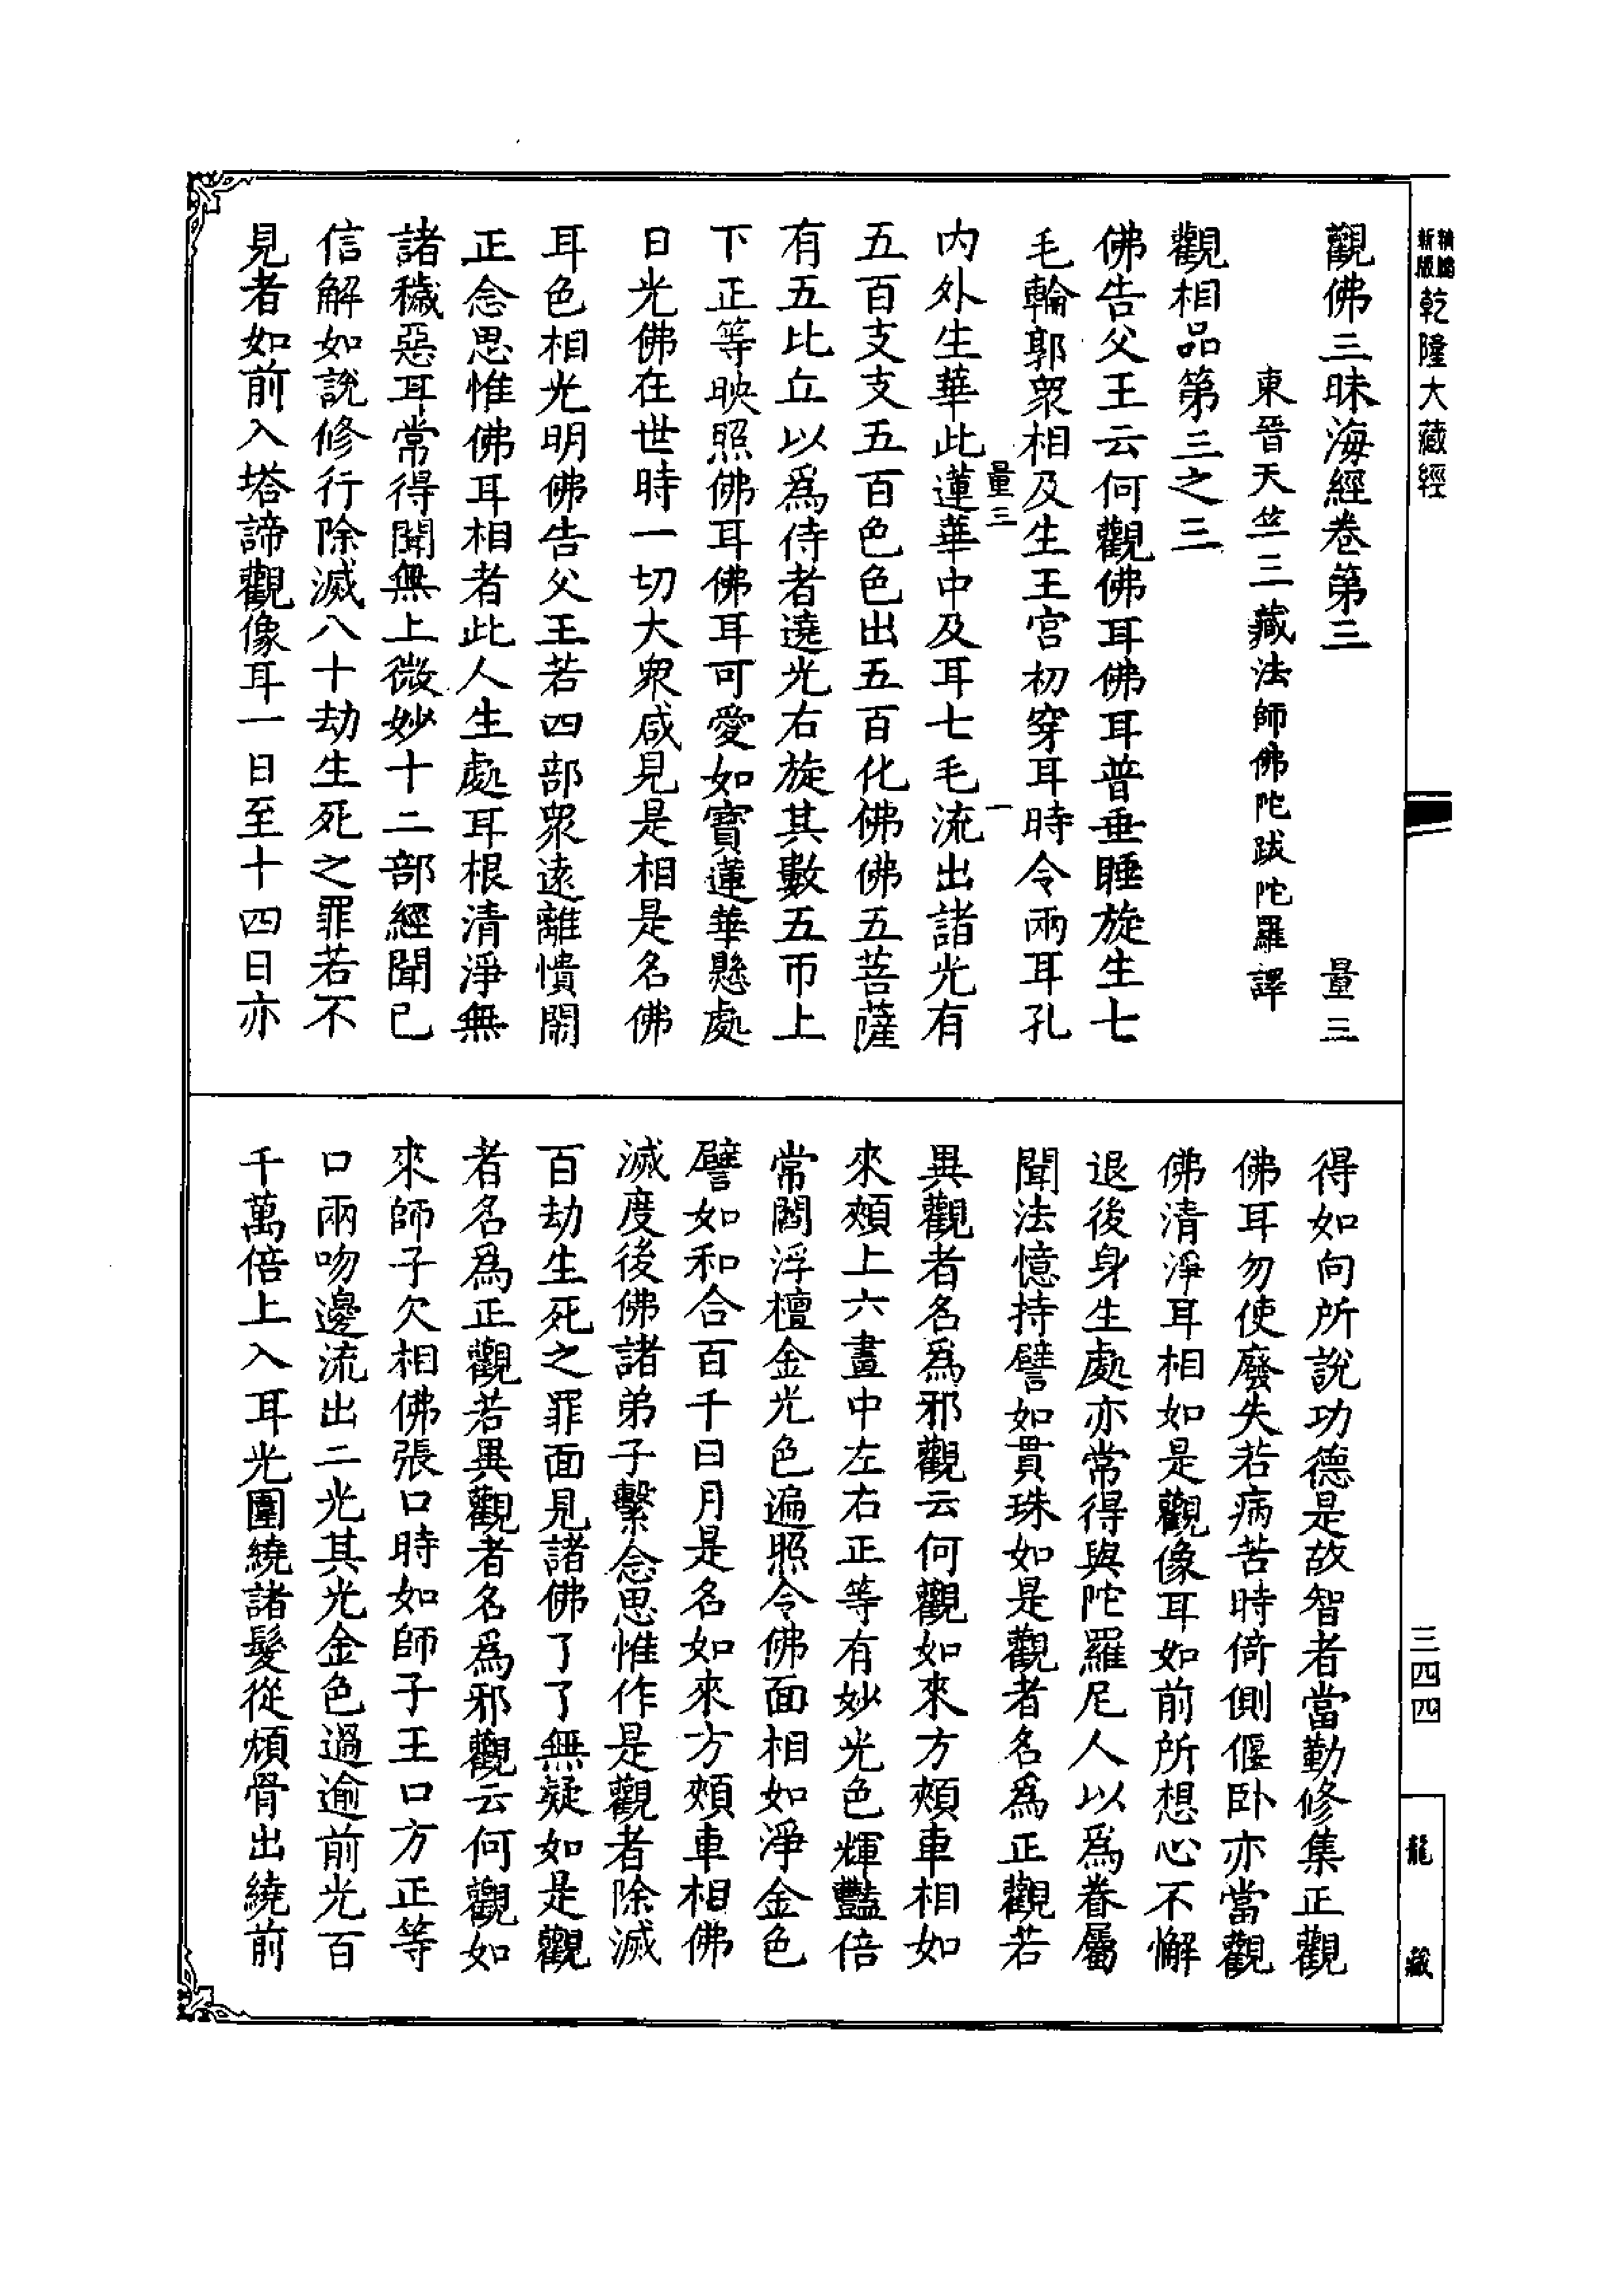 新版 精縮 乾隆大藏經
三四四
龍藏
觀佛三昧海經卷第三 量三
東晉天竺三藏法師佛陀跋陀羅譯
觀相品第三之三
佛告父王云何觀佛耳佛耳普垂睡旋生七
毛輪郭衆相及生王宮初穿耳時令兩耳孔
量三 一
內外生華此蓮華中及耳七毛流出諸光有
五百支支五百色色出五百化佛佛五菩薩
有五比丘以爲侍者遶光右旋其數五帀上
下正等映照佛耳佛耳可愛如寶蓮華懸處
日光佛在世時一切大衆咸見是相是名佛
耳色相光明佛告父王若四部衆遠離憒閙
正念思惟佛耳相者此人生處耳根清淨無
諸穢惡耳常得聞無上微妙十二部經聞已
信解如說修行除滅八十劫生死之罪若不
見者如前入塔諦觀像耳一日至十四日亦
得如向所說功德是故智者當勤修集正觀
佛耳勿使廢失若病苦時倚側偃卧亦當觀
佛清淨耳相如是觀像耳如前所想心不懈
退後身生處亦常得與陀羅尼人以爲眷屬
聞法憶持譬如貫珠如是觀者名爲正觀若
異觀者名爲邪觀云何觀如來方頰車相如
來頰上六畫中左右正等有妙光色輝豔倍
常閻浮檀金光色遍照令佛面相如淨金色
譬如和合百千日月是名如來方頰車相佛
滅度後佛諸弟子繫念思惟作是觀者除滅
百劫生死之罪面見諸佛了了無疑如是觀
者名爲正觀若異觀者名爲邪觀云何觀如
來師子欠相佛張口時如師子王口方正等
口兩吻邊流出二光其光金色過逾前光百
千萬倍上入耳光圍繞諸髮從頰骨出繞前